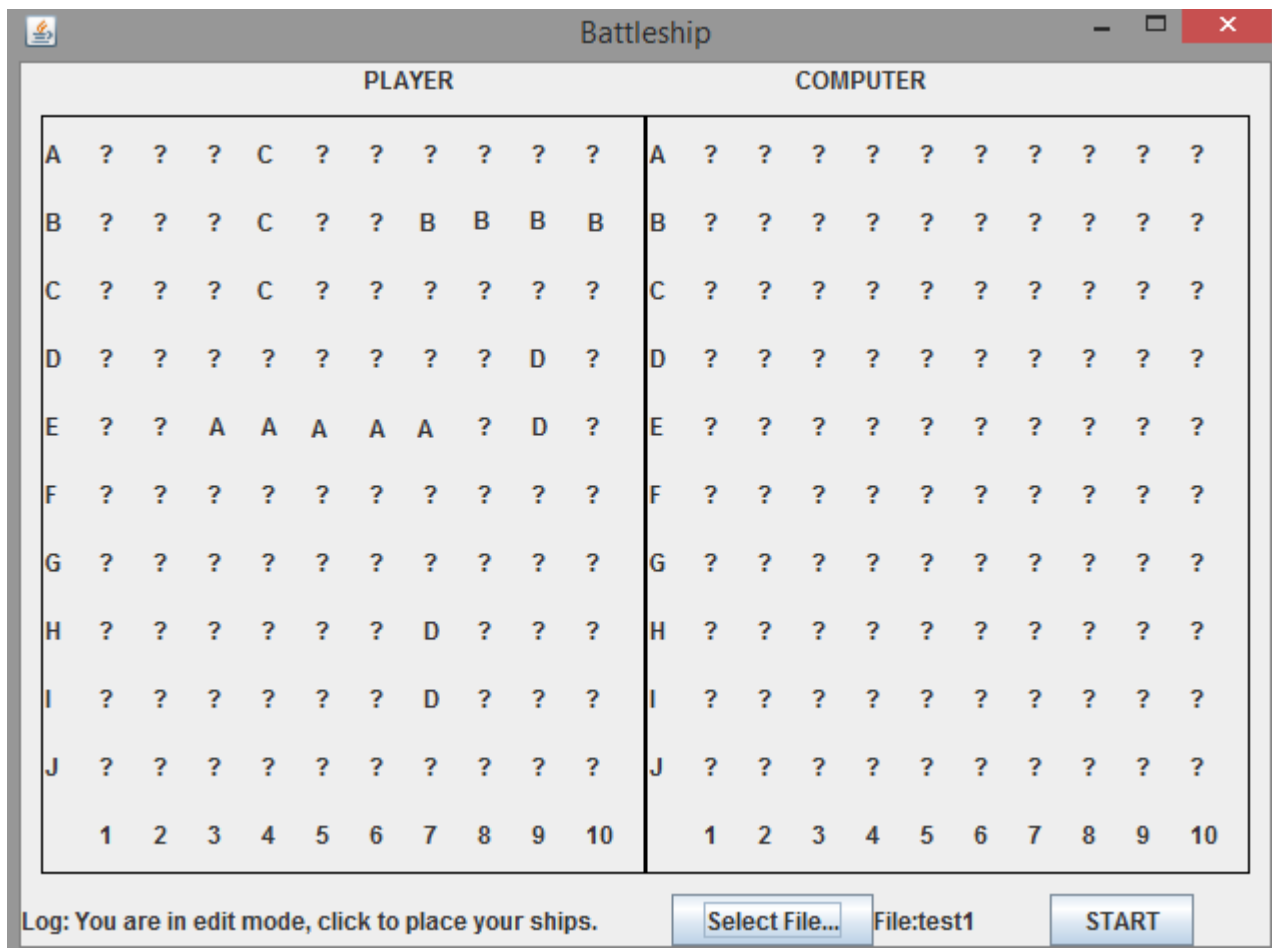 Battleship
PLAYER COMPUTER
A ? ? ? C ? ? ? ? ? ? A ? ? ? ? ? ? ? ? ? ?
B ? ? ? C ? ? B B B B B ? ? ? ? ? ? ? ? ? ?
C ? ? ? C ? ? ? ? ? ? C ? ? ? ? ? ? ? ? ? ?
D ? ? ? ? ? ? ? ? D ? D ? ? ? ? ? ? ? ? ? ?
E ? ? A A A A A ? D ? E ? ? ? ? ? ? ? ? ? ?
F ? ? ? ? ? ? ? ? ? ? F ? ? ? ? ? ? ? ? ? ?
G ? ? ? ? ? ? ? ? ? ? G ? ? ? ? ? ? ? ? ? ?
H ? ? ? ? ? ? D ? ? ? H ? ? ? ? ? ? ? ? ? ?
I ? ? ? ? ? ? D ? ? ? I ? ? ? ? ? ? ? ? ? ?
J ? ? ? ? ? ? ? ? ? ? J ? ? ? ? ? ? ? ? ? ?
1 2 3 4 5 6 7 8 9 10 1 2 3 4 5 6 7 8 9 10
Log: You are in edit mode, click to place your ships. Select File... File:test1 START